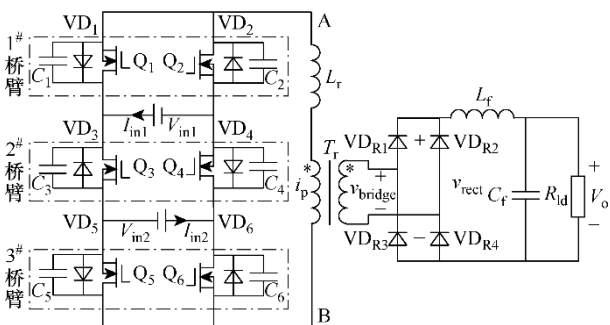 VD₁ VD₂ A
1# 桥臂 C₁ Q₁ Q₂ C₂ Lᵣ
VD₃ Iin1 Vin1 VD₄
2# 桥臂 C₃ Q₃ Q₄ C₄
iₚ * Tᵣ * + vbridge − VDR1 + VDR2 Lf
vrect Cf Rld + Vo −
VD₅ Vin2 Iin2 VD₆
VDR3 − VDR4
3# 桥臂 C₅ Q₅ Q₆ C₆
B